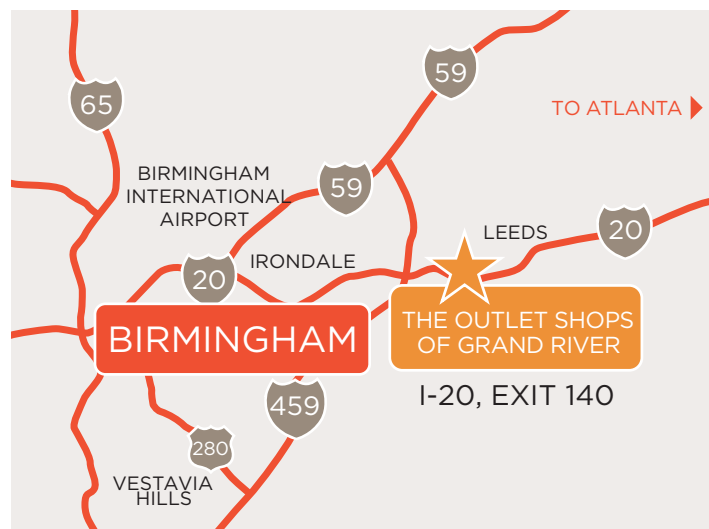 59
65
TO ATLANTA
BIRMINGHAM
INTERNATIONAL
AIRPORT
59
LEEDS
20
IRONDALE
20
BIRMINGHAM
THE OUTLET SHOPS
OF GRAND RIVER
I-20, EXIT 140
459
280
VESTAVIA
HILLS